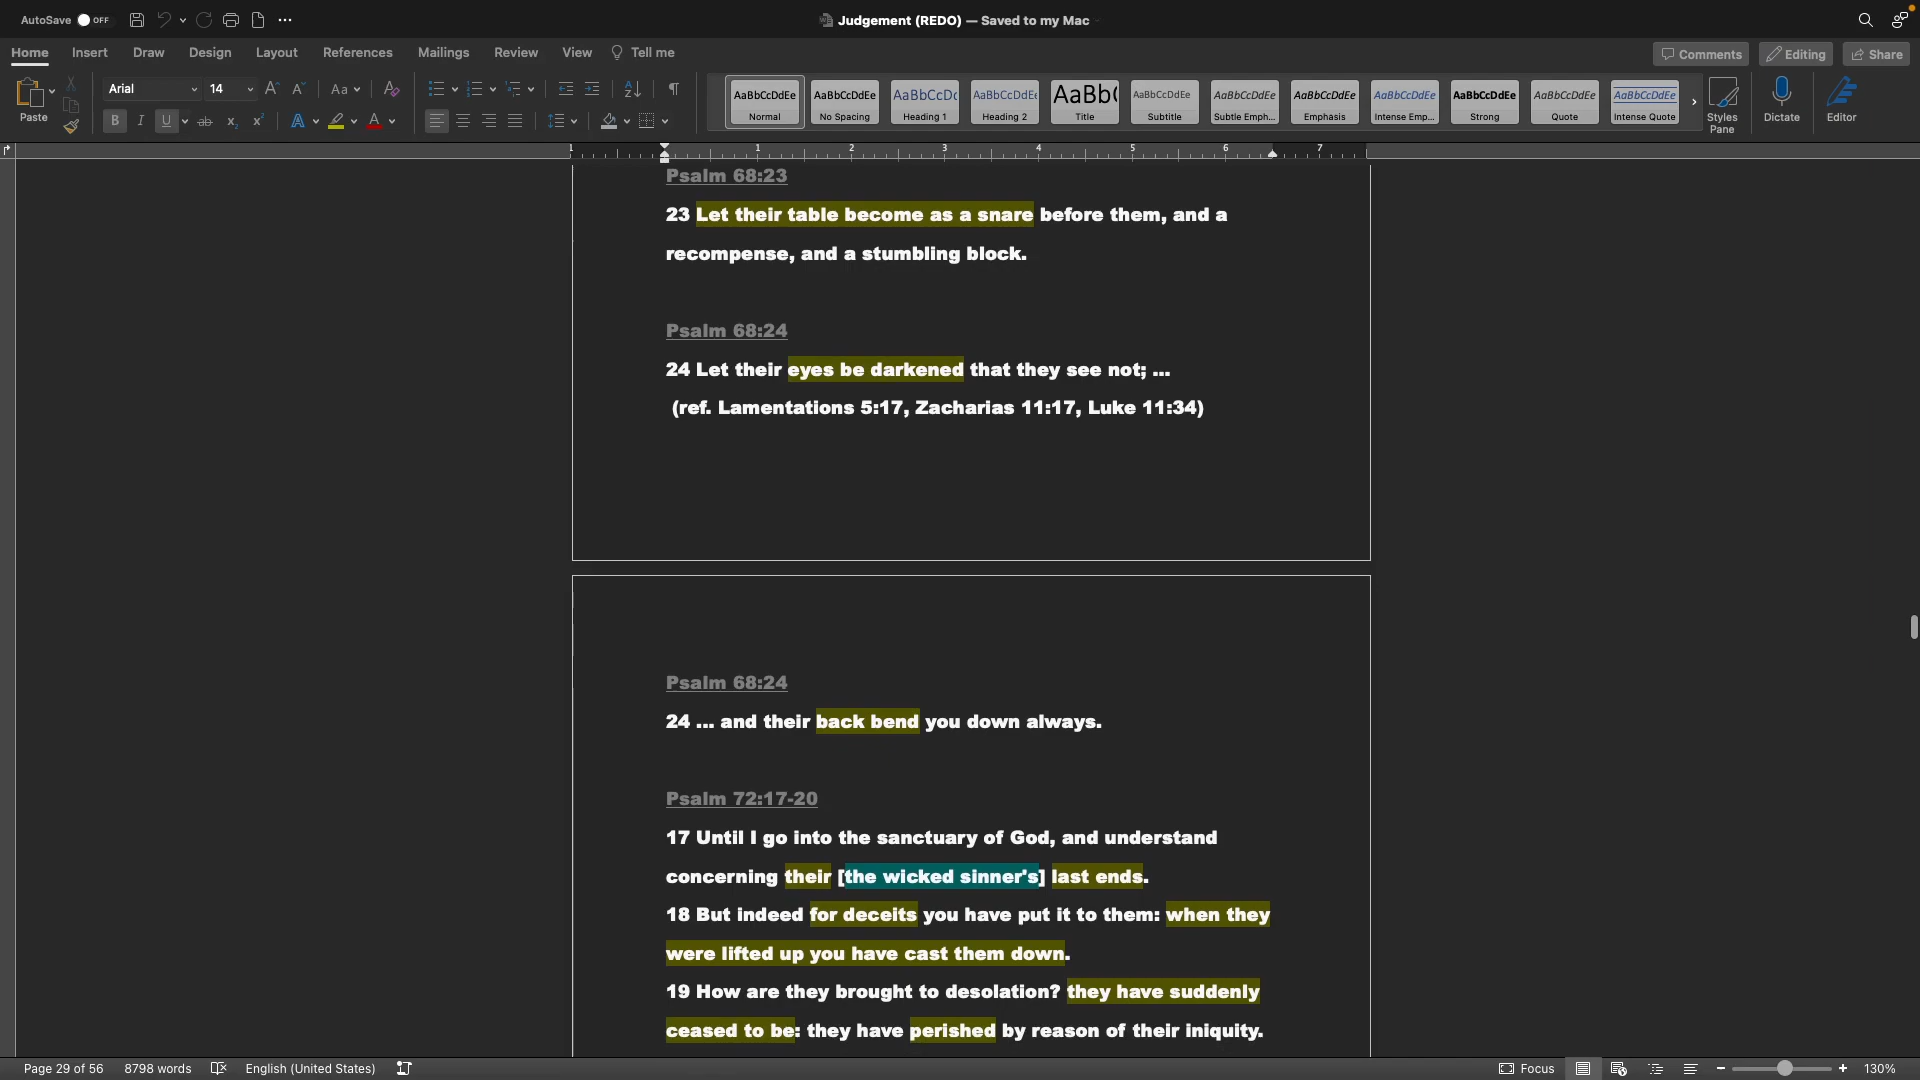 AutoSave OFF
Judgement (REDO) — Saved to my Mac
Home Insert Draw Design Layout References Mailings Review View Tell me
Comments Editing Share
Paste
Arial 14 Aa
AaBbCcDdEe AaBbCcDdEe AaBbCcDc AaBbCcDdEe AaBb( AaBbCcDdEe AaBbCcDdEe AaBbCcDdEe AaBbCcDdEe AaBbCcDdEe AaBbCcDdEe AaBbCcDdEe
Normal No Spacing Heading 1 Heading 2 Title Subtitle Subtle Emph... Emphasis Intense Emp... Strong Quote Intense Quote
Styles Pane Dictate Editor
1 1 2 3 4 5 6 7
Psalm 68:23
23 Let their table become as a snare before them, and a
recompense, and a stumbling block.
Psalm 68:24
24 Let their eyes be darkened that they see not; ...
(ref. Lamentations 5:17, Zacharias 11:17, Luke 11:34)
Psalm 68:24
24 ... and their back bend you down always.
Psalm 72:17-20
17 Until I go into the sanctuary of God, and understand
concerning their [the wicked sinner's] last ends.
18 But indeed for deceits you have put it to them: when they
were lifted up you have cast them down.
19 How are they brought to desolation? they have suddenly
ceased to be: they have perished by reason of their iniquity.
Page 29 of 56 8798 words English (United States) Focus 130%